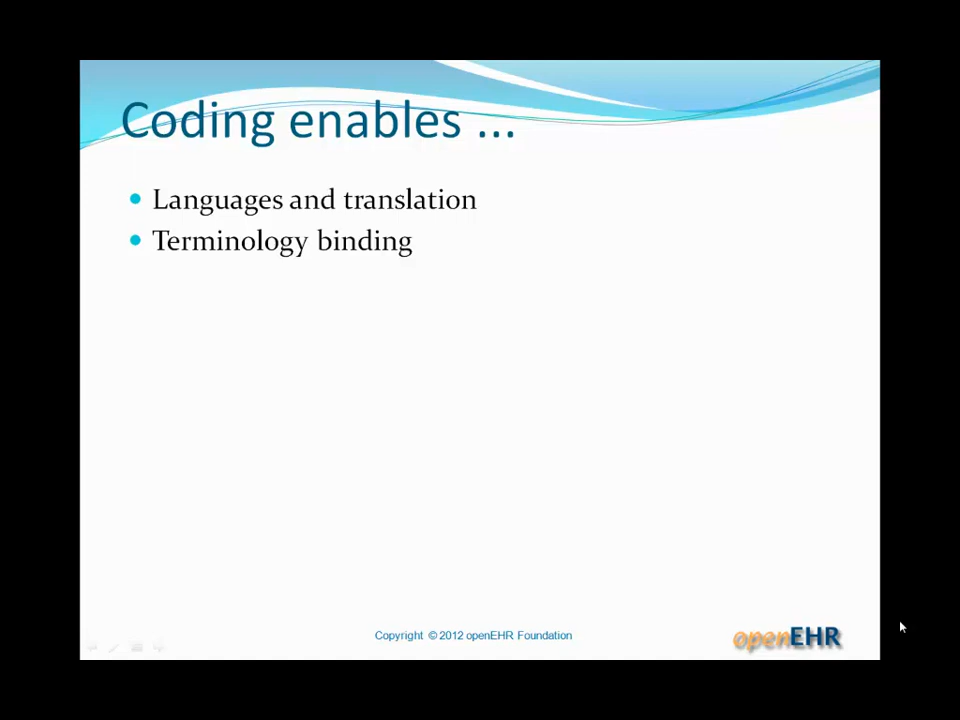 Coding enables ...
Languages and translation
Terminology binding
Copyright © 2012 openEHR Foundation
openEHR